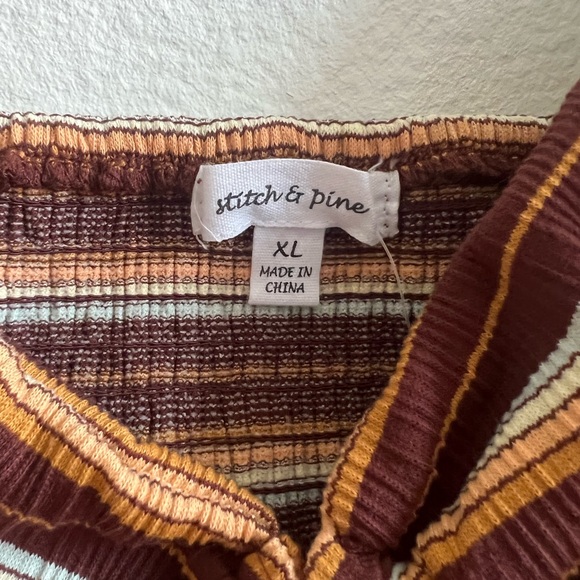 stitch & pine
XL
MADE IN
CHINA